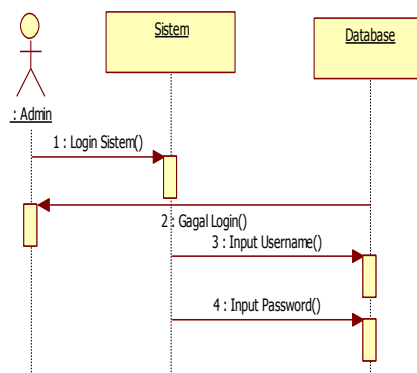 Sistem
Database
: Admin
1 : Login Sistem()
2 : Gagal Login()
3 : Input Username()
4 : Input Password()